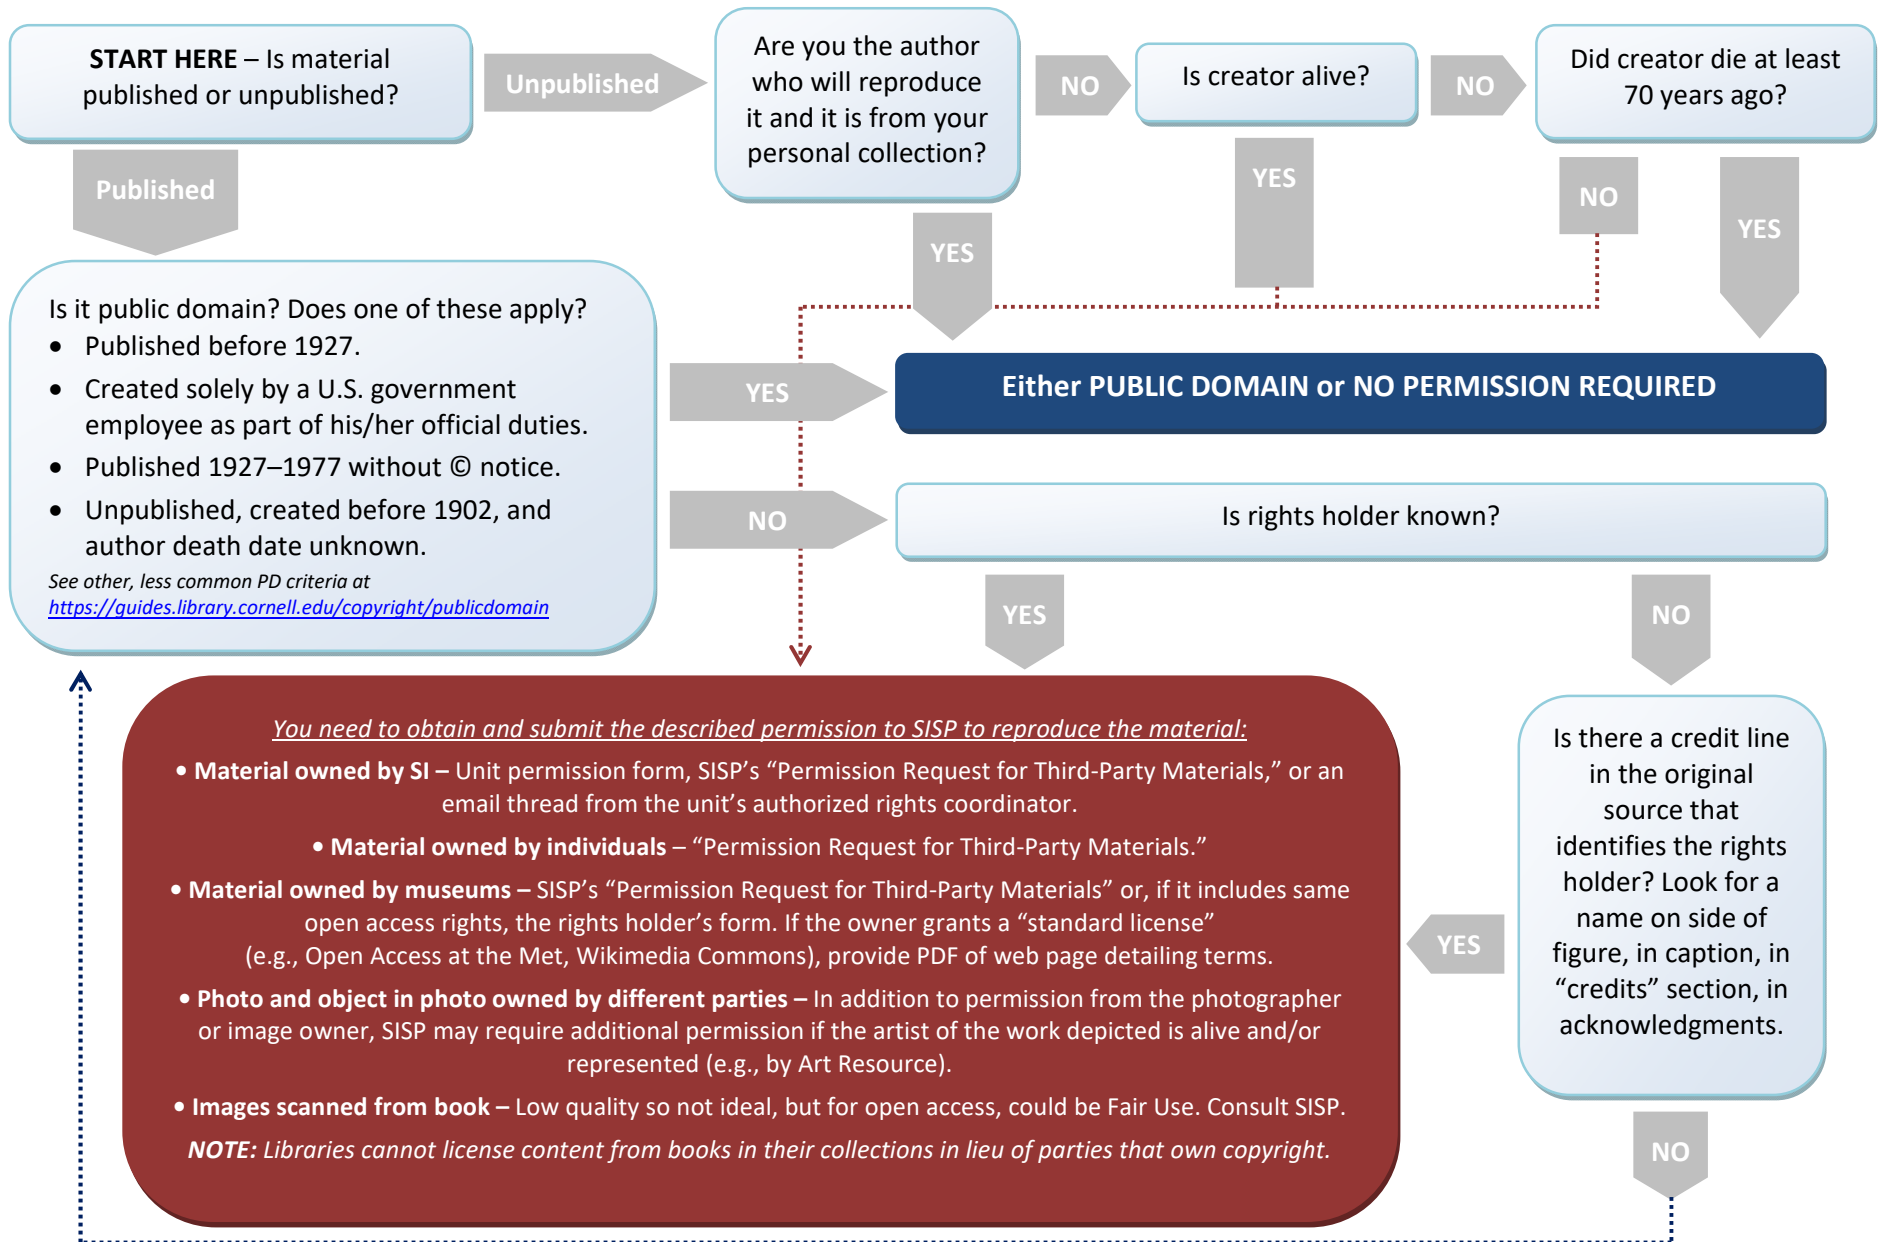 START HERE – Is material
published or unpublished?
Unpublished
Are you the author
who will reproduce
it and it is from your
personal collection?
NO
Is creator alive?
NO
Did creator die at least
70 years ago?
Published
YES
YES
NO
YES
Is it public domain? Does one of these apply?
• Published before 1927.
• Created solely by a U.S. government
employee as part of his/her official duties.
• Published 1927–1977 without © notice.
• Unpublished, created before 1902, and
author death date unknown.
See other, less common PD criteria at
https://guides.library.cornell.edu/copyright/publicdomain
YES
Either PUBLIC DOMAIN or NO PERMISSION REQUIRED
NO
Is rights holder known?
YES
NO
You need to obtain and submit the described permission to SISP to reproduce the material:
• Material owned by SI – Unit permission form, SISP’s “Permission Request for Third-Party Materials,” or an
email thread from the unit’s authorized rights coordinator.
• Material owned by individuals – “Permission Request for Third-Party Materials.”
• Material owned by museums – SISP’s “Permission Request for Third-Party Materials” or, if it includes same
open access rights, the rights holder’s form. If the owner grants a “standard license”
(e.g., Open Access at the Met, Wikimedia Commons), provide PDF of web page detailing terms.
• Photo and object in photo owned by different parties – In addition to permission from the photographer
or image owner, SISP may require additional permission if the artist of the work depicted is alive and/or
represented (e.g., by Art Resource).
• Images scanned from book – Low quality so not ideal, but for open access, could be Fair Use. Consult SISP.
NOTE: Libraries cannot license content from books in their collections in lieu of parties that own copyright.
YES
Is there a credit line
in the original
source that
identifies the rights
holder? Look for a
name on side of
figure, in caption, in
“credits” section, in
acknowledgments.
NO